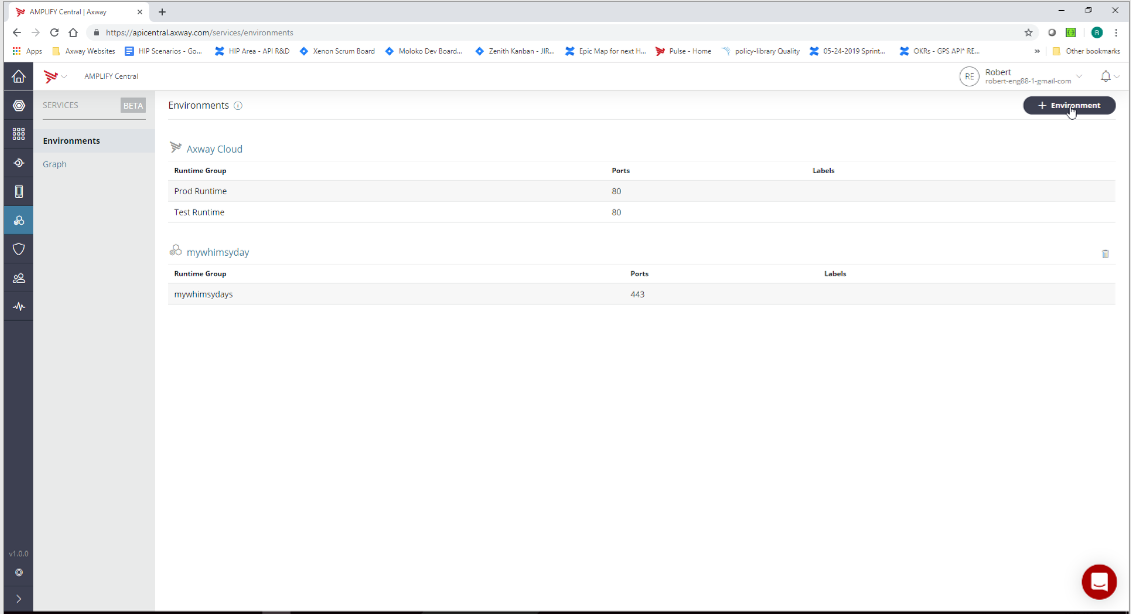 AMPLIFY Central | Axway
https://apicentral.axway.com/services/environments
Apps Axway Websites HIP Scenarios - Go... HIP Area - API R&D Xenon Scrum Board Moloko Dev Board... Zenith Kanban - JIR... Epic Map for next H... Pulse - Home policy-library Quality 05-24-2019 Sprint... OKRs - GPS API* RE... » Other bookmarks
AMPLIFY Central
RE
Robert
robert-eng88-1-gmail-com
SERVICES BETA
Environments
Graph
Environments
+ Environment
Axway Cloud
Runtime Group Ports Labels
Prod Runtime 80
Test Runtime 80
mywhimsyday
Runtime Group Ports Labels
mywhimsydays 443
v1.0.0